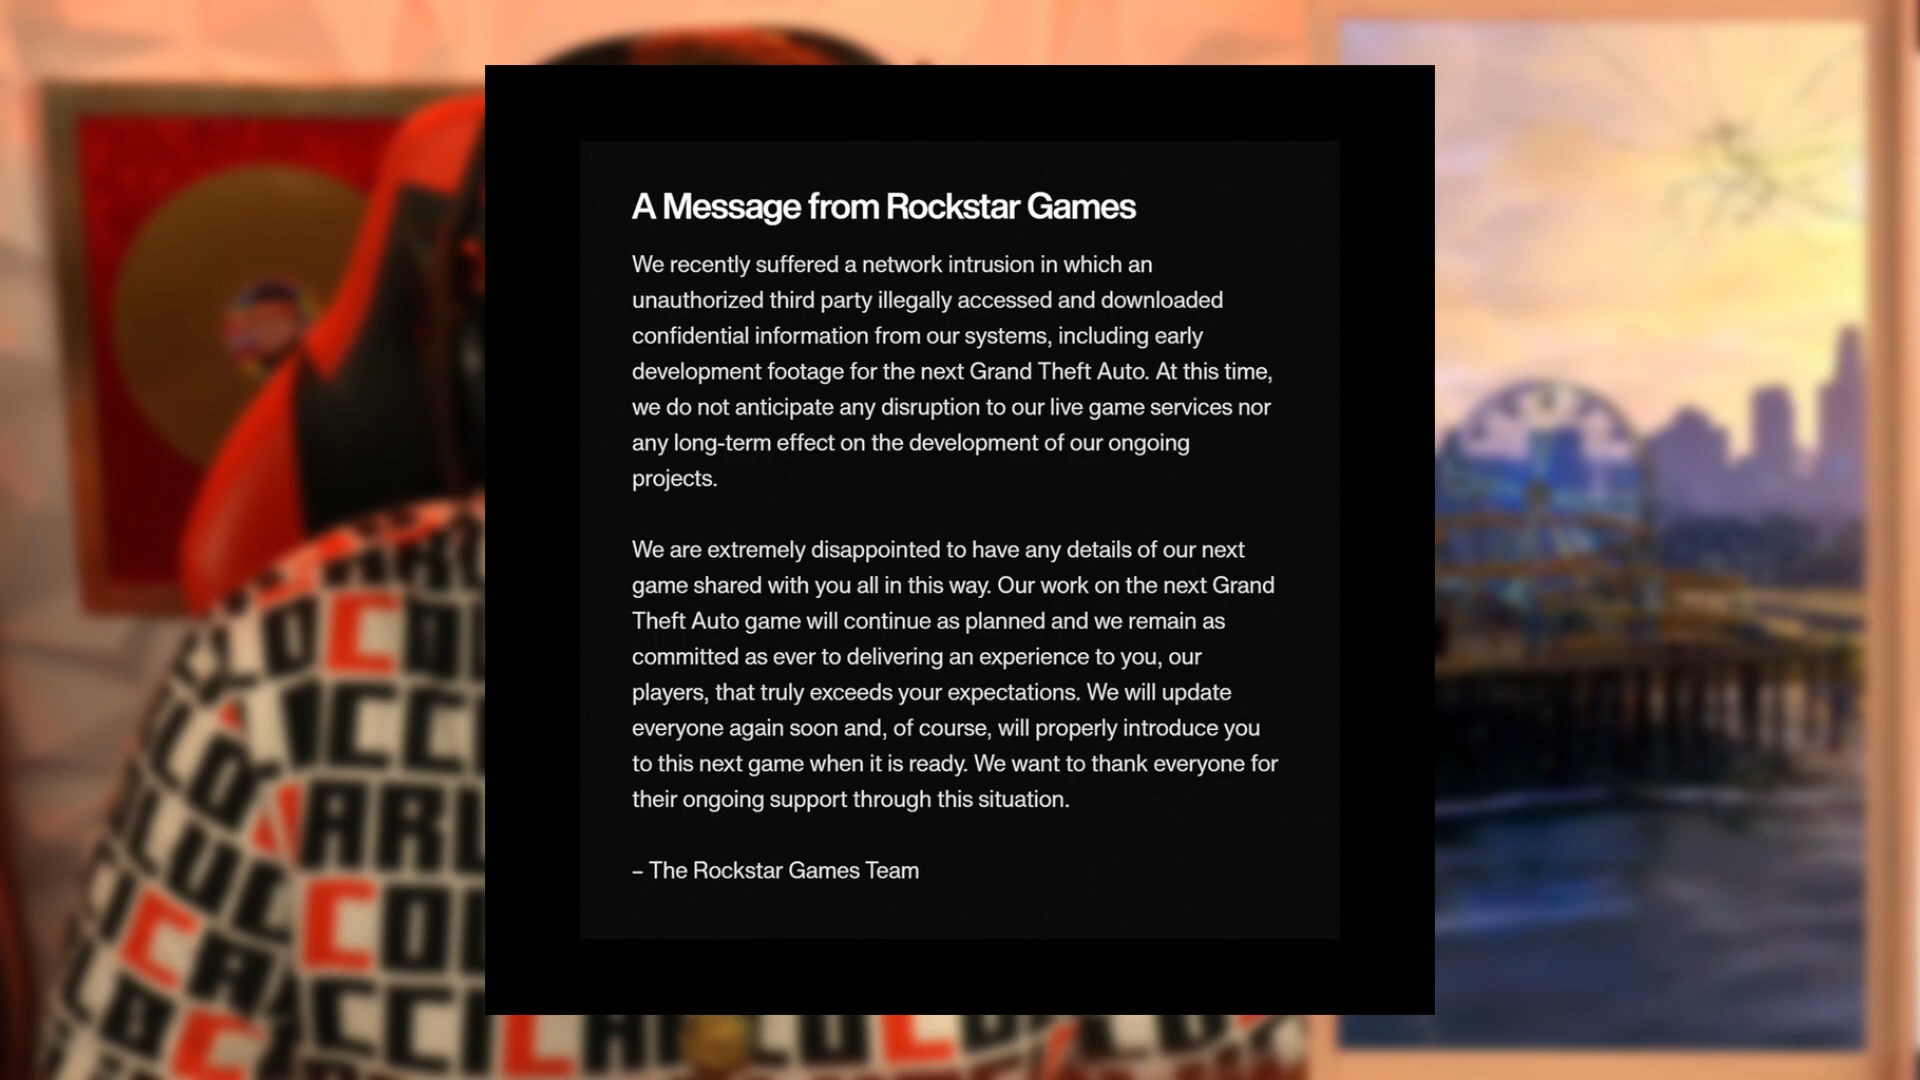 A Message from Rockstar Games
We recently suffered a network intrusion in which an
unauthorized third party illegally accessed and downloaded
confidential information from our systems, including early
development footage for the next Grand Theft Auto. At this time,
we do not anticipate any disruption to our live game services nor
any long-term effect on the development of our ongoing
projects.
We are extremely disappointed to have any details of our next
game shared with you all in this way. Our work on the next Grand
Theft Auto game will continue as planned and we remain as
committed as ever to delivering an experience to you, our
players, that truly exceeds your expectations. We will update
everyone again soon and, of course, will properly introduce you
to this next game when it is ready. We want to thank everyone for
their ongoing support through this situation.
– The Rockstar Games Team